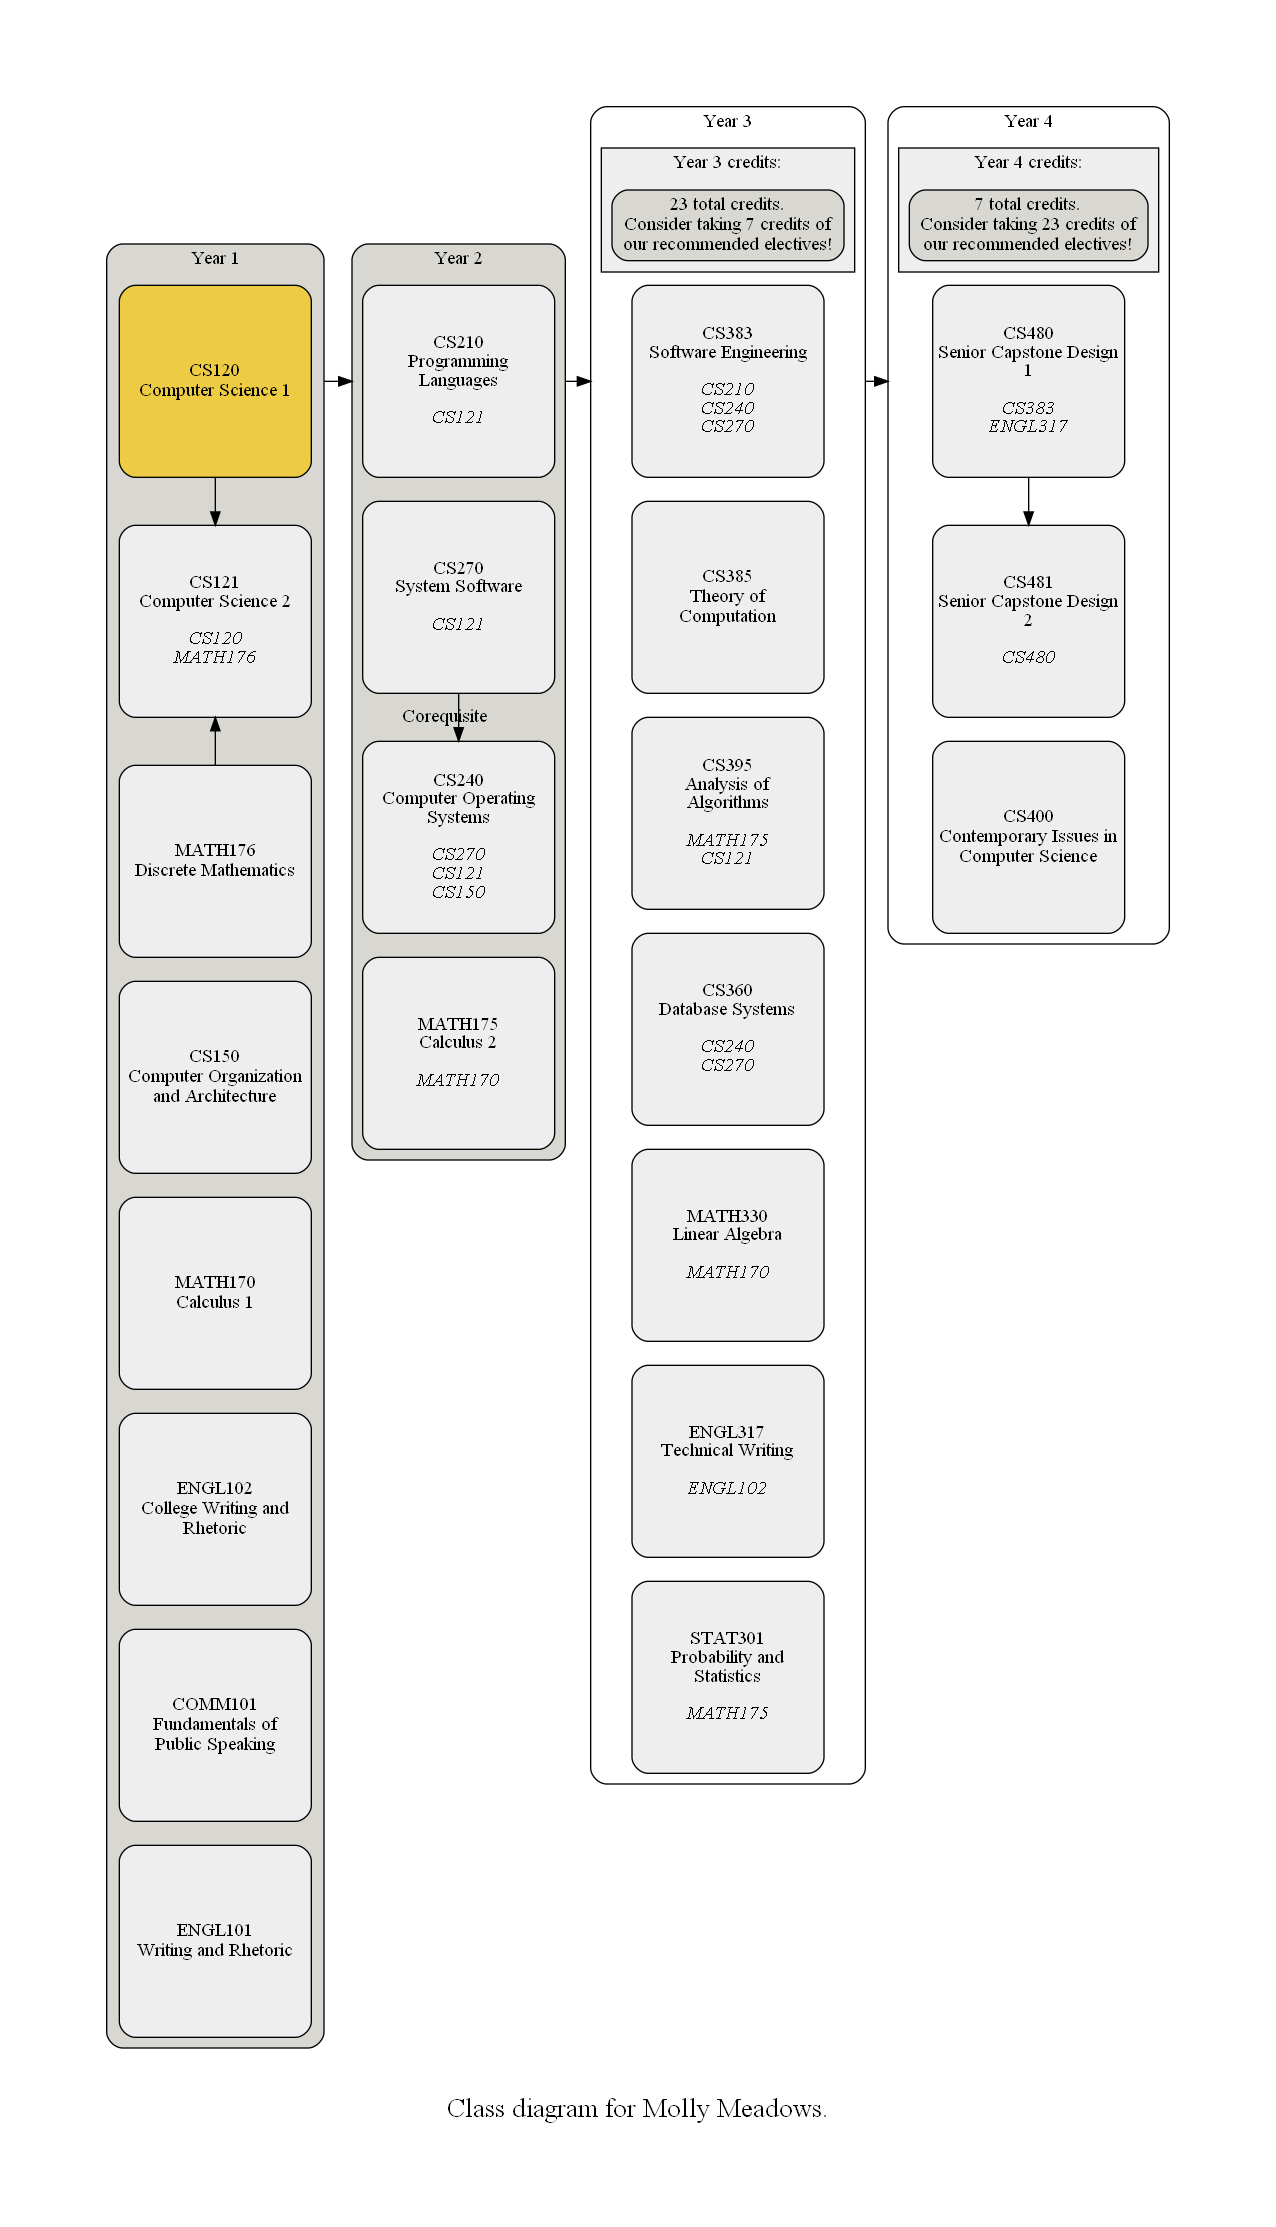 Year 1
CS120
Computer Science 1
CS121
Computer Science 2
CS120
MATH176
MATH176
Discrete Mathematics
CS150
Computer Organization
and Architecture
MATH170
Calculus 1
ENGL102
College Writing and
Rhetoric
COMM101
Fundamentals of
Public Speaking
ENGL101
Writing and Rhetoric
Year 2
CS210
Programming
Languages
CS121
CS270
System Software
CS121
Corequisite
CS240
Computer Operating
Systems
CS270
CS121
CS150
MATH175
Calculus 2
MATH170
Year 3
Year 3 credits:
23 total credits.
Consider taking 7 credits of
our recommended electives!
CS383
Software Engineering
CS210
CS240
CS270
CS385
Theory of
Computation
CS395
Analysis of
Algorithms
MATH175
CS121
CS360
Database Systems
CS240
CS270
MATH330
Linear Algebra
MATH170
ENGL317
Technical Writing
ENGL102
STAT301
Probability and
Statistics
MATH175
Year 4
Year 4 credits:
7 total credits.
Consider taking 23 credits of
our recommended electives!
CS480
Senior Capstone Design
1
CS383
ENGL317
CS481
Senior Capstone Design
2
CS480
CS400
Contemporary Issues in
Computer Science
Class diagram for Molly Meadows.